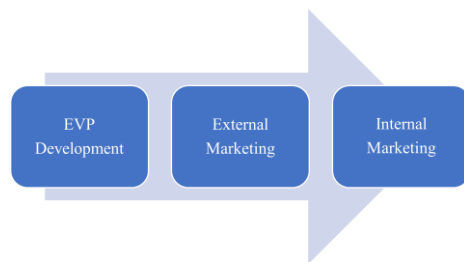 EVP
Development
External
Marketing
Internal
Marketing